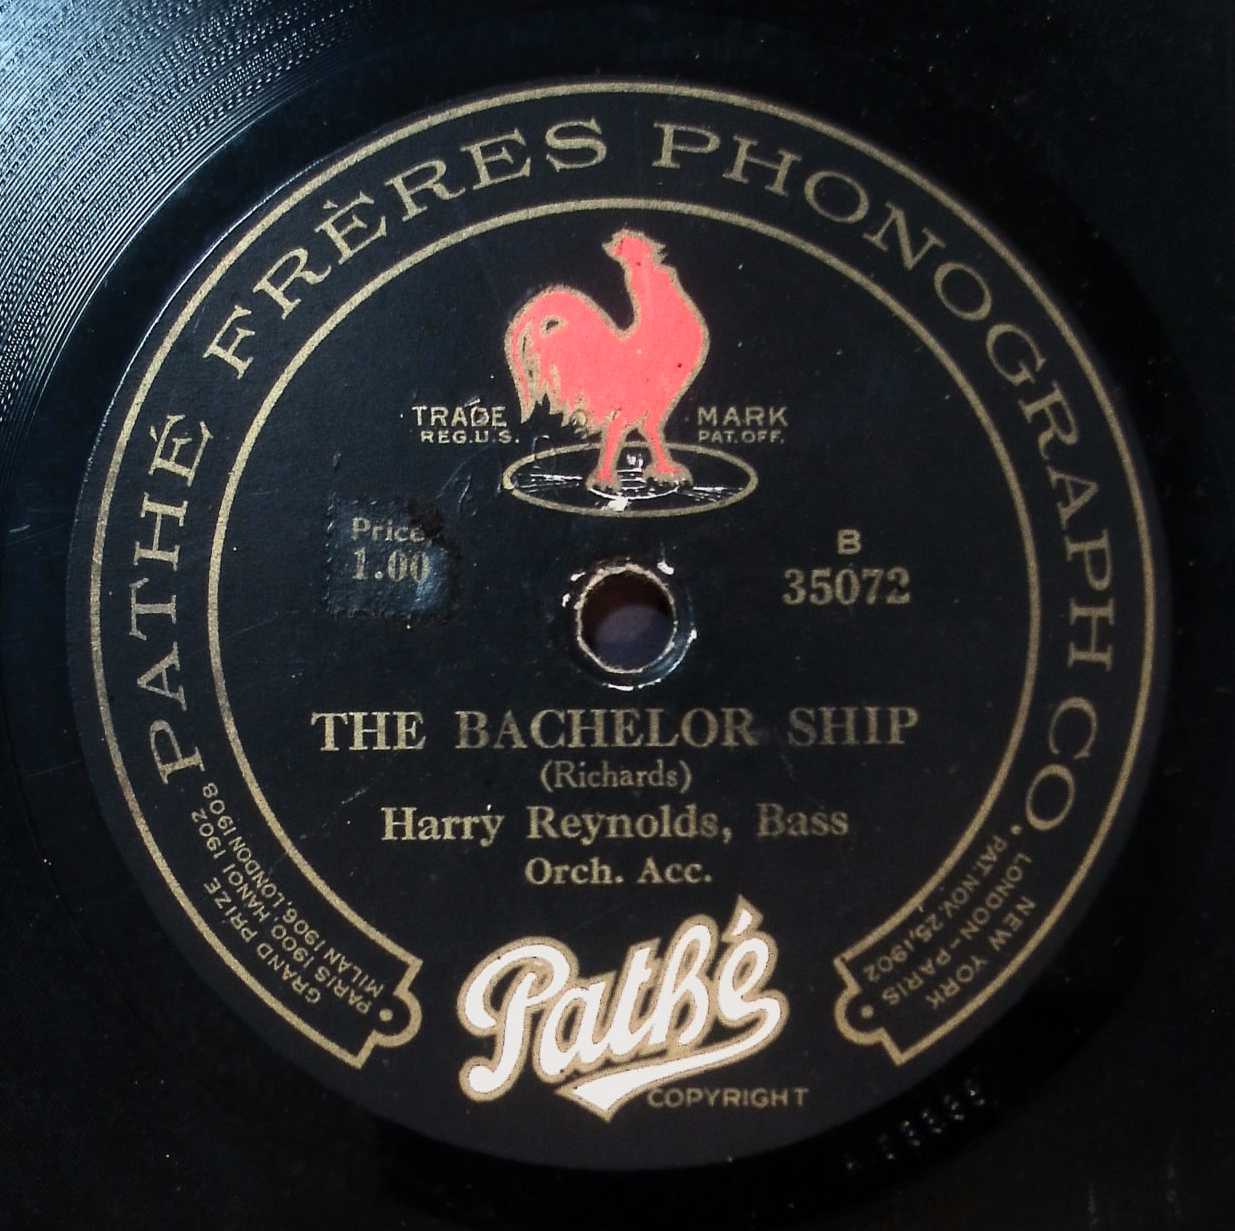 PATHÉ FRÈRES PHONOGRAPH CO.
TRADE MARK
REG.U.S. PAT.OFF.
Price
1.00
B
35072
THE BACHELOR SHIP
(Richards)
Harry Reynolds, Bass
Orch. Acc.
Pathé
COPYRIGHT
GRAND PRIZE
PARIS 1900, HANOI 1902
MILAN 1906, LONDON 1908.
NEW YORK
LONDON-PARIS
PAT. NOV. 25, 1902